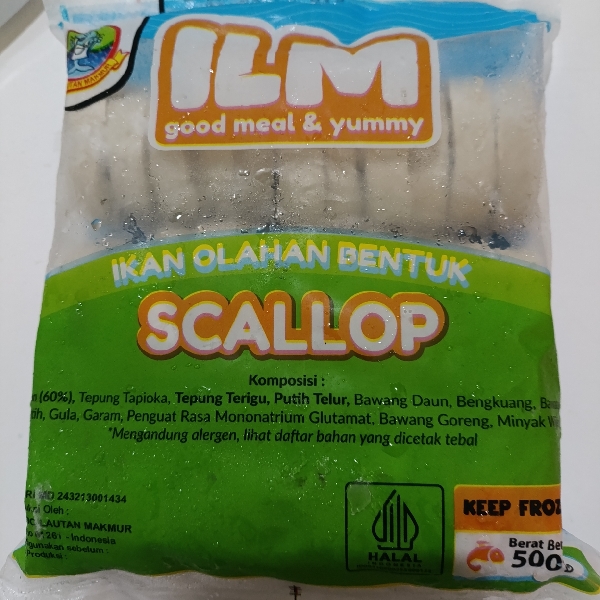 ILM
good meal & yummy
IKAN OLAHAN BENTUK
SCALLOP
Komposisi :
(60%), Tepung Tapioka, Tepung Terigu, Putih Telur, Bawang Daun, Bengkuang,
Gula, Garam, Penguat Rasa Mononatrium Glutamat, Bawang Goreng, Minyak
*Mengandung alergen, lihat daftar bahan yang dicetak tebal
243213001434
Oleh :
LAUTAN MAKMUR
- Indonesia
sebelum :
HALAL
INDONESIA
KEEP
Berat
500